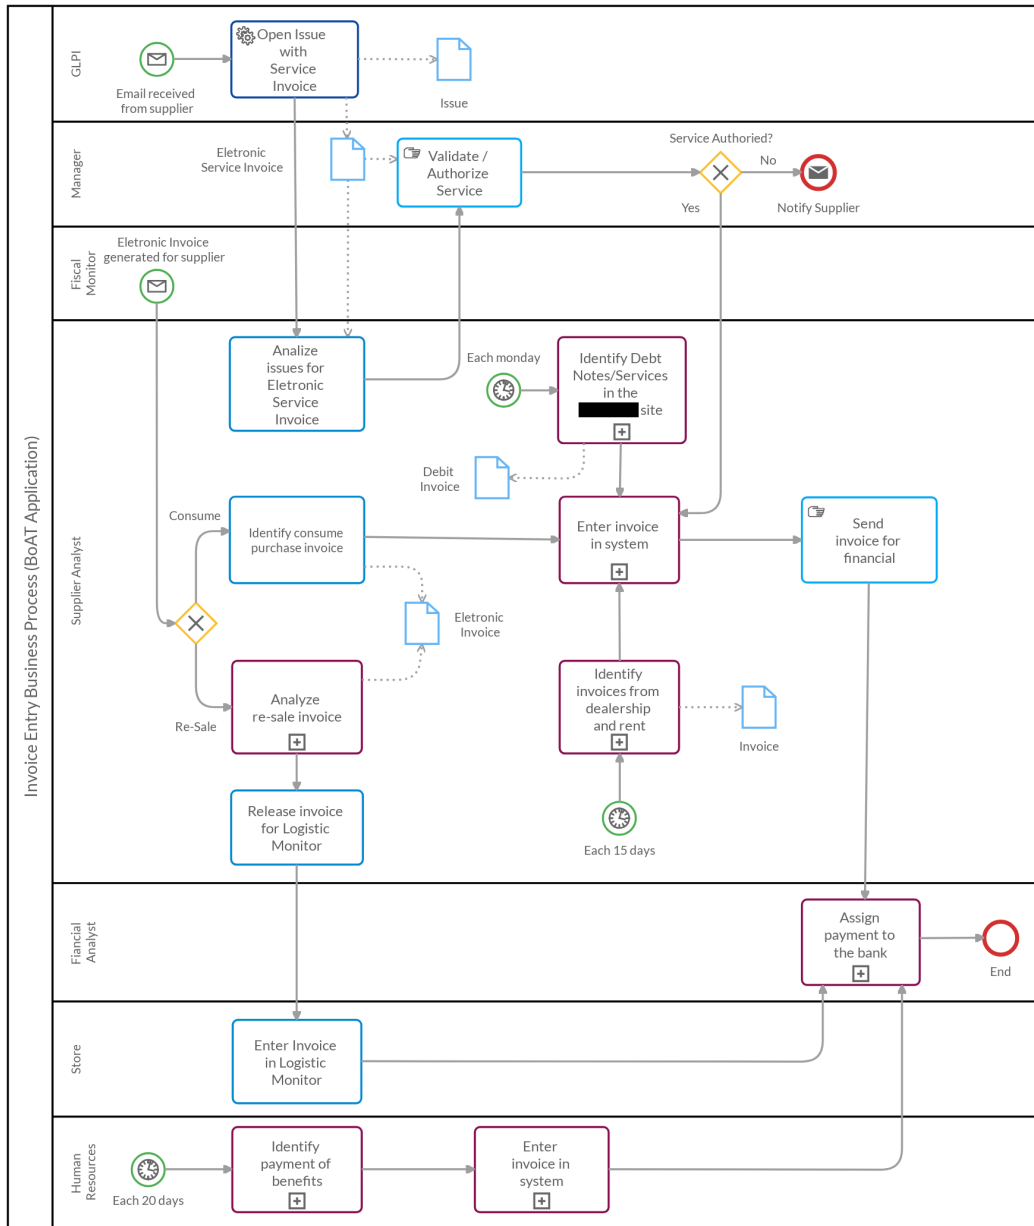 Invoice Entry Business Process (BoAT Application)
GLPI
Email received
from supplier
Open Issue
with
Service
Invoice
Issue
Manager
Eletronic
Service Invoice
Validate /
Authorize
Service
Service Authoried?
No
Yes
Notify Supplier
Fiscal
Monitor
Eletronic Invoice
generated for supplier
Supplier Analyst
Analize
issues for
Eletronic
Service
Invoice
Each monday
Identify Debt
Notes/Services
in the
site
Debit
Invoice
Consume
Identify consume
purchase invoice
Enter invoice
in system
Send
invoice for
financial
Eletronic
Invoice
Re-Sale
Analyze
re-sale invoice
Identify
invoices from
dealership
and rent
Invoice
Release invoice
for Logistic
Monitor
Each 15 days
Fiancial
Analyst
Assign
payment to
the bank
End
Store
Enter Invoice
in Logistic
Monitor
Human
Resources
Each 20 days
Identify
payment of
benefits
Enter
invoice in
system